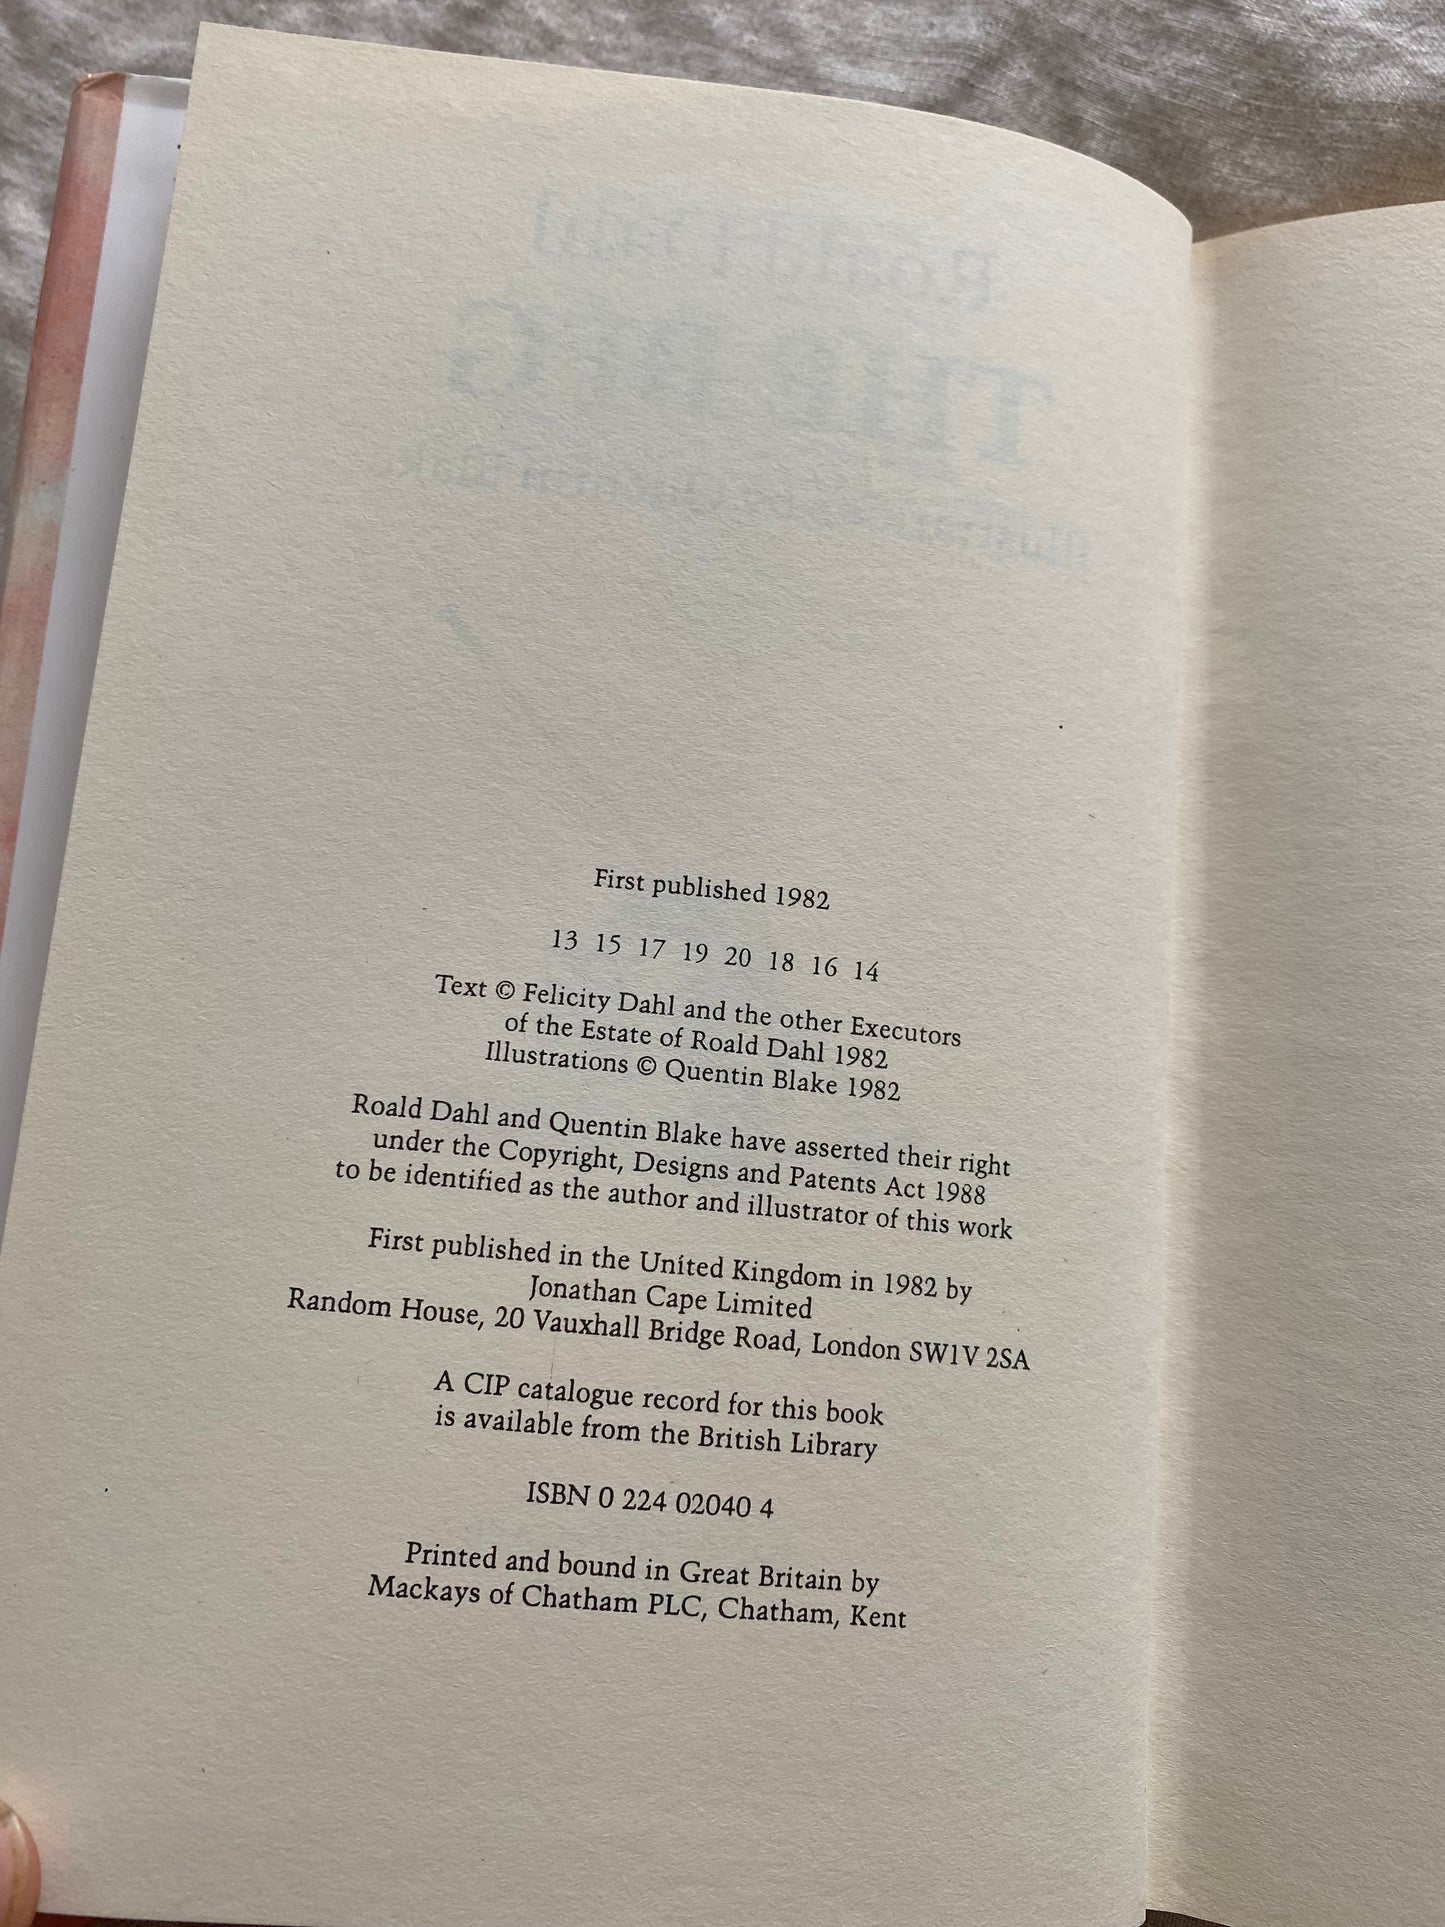 First published 1982
13 15 17 19 20 18 16 14
Text © Felicity Dahl and the other Executors
of the Estate of Roald Dahl 1982
Illustrations © Quentin Blake 1982
Roald Dahl and Quentin Blake have asserted their right
under the Copyright, Designs and Patents Act 1988
to be identified as the author and illustrator of this work
First published in the United Kingdom in 1982 by
Jonathan Cape Limited
Random House, 20 Vauxhall Bridge Road, London SW1V 2SA
A CIP catalogue record for this book
is available from the British Library
ISBN 0 224 02040 4
Printed and bound in Great Britain by
Mackays of Chatham PLC, Chatham, Kent